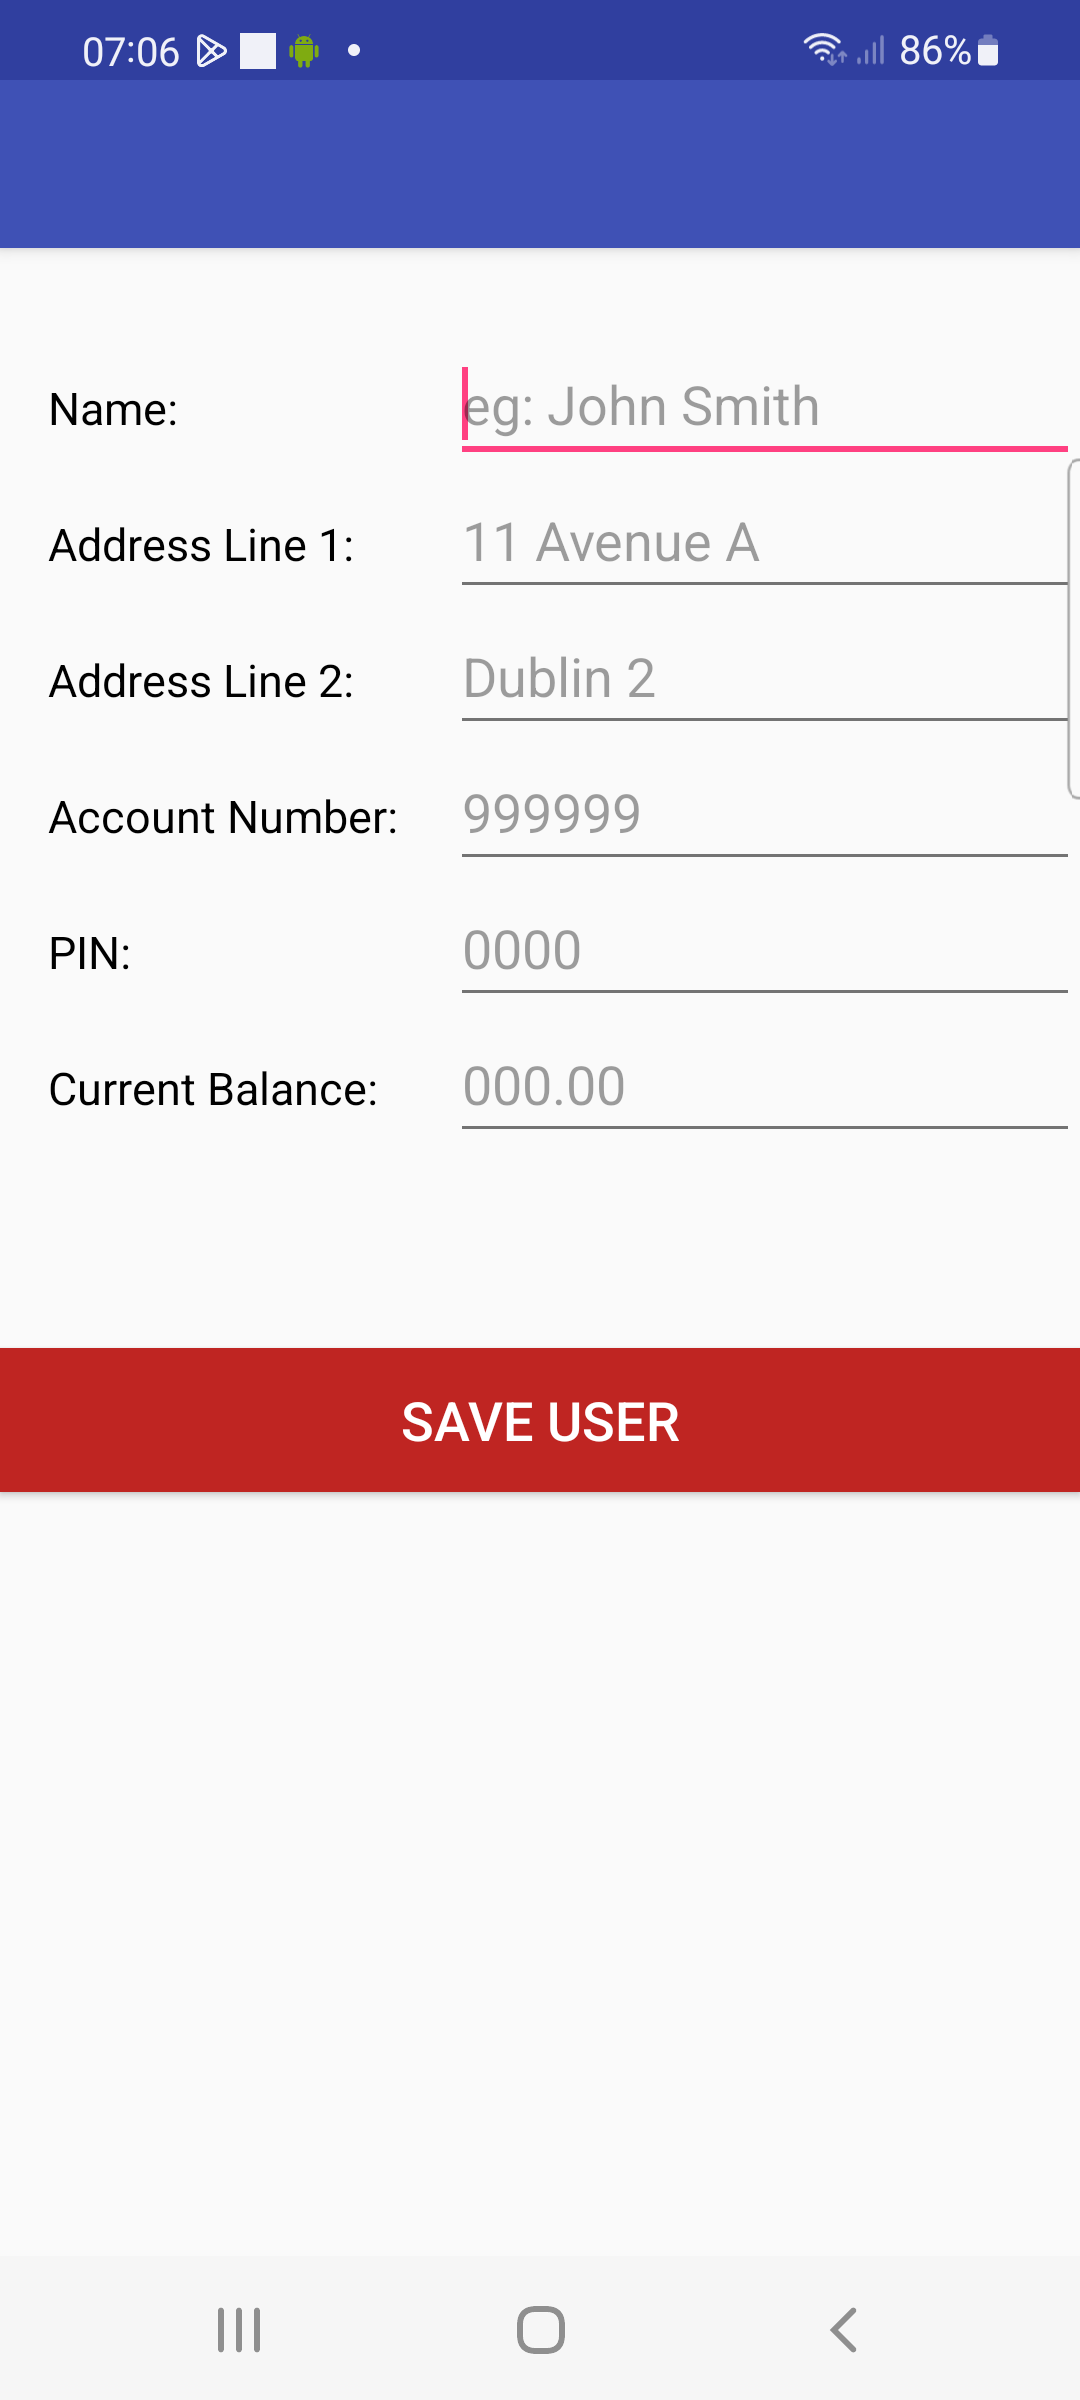 07:06 86%
Name: eg: John Smith
Address Line 1: 11 Avenue A
Address Line 2: Dublin 2
Account Number: 999999
PIN: 0000
Current Balance: 000.00
SAVE USER